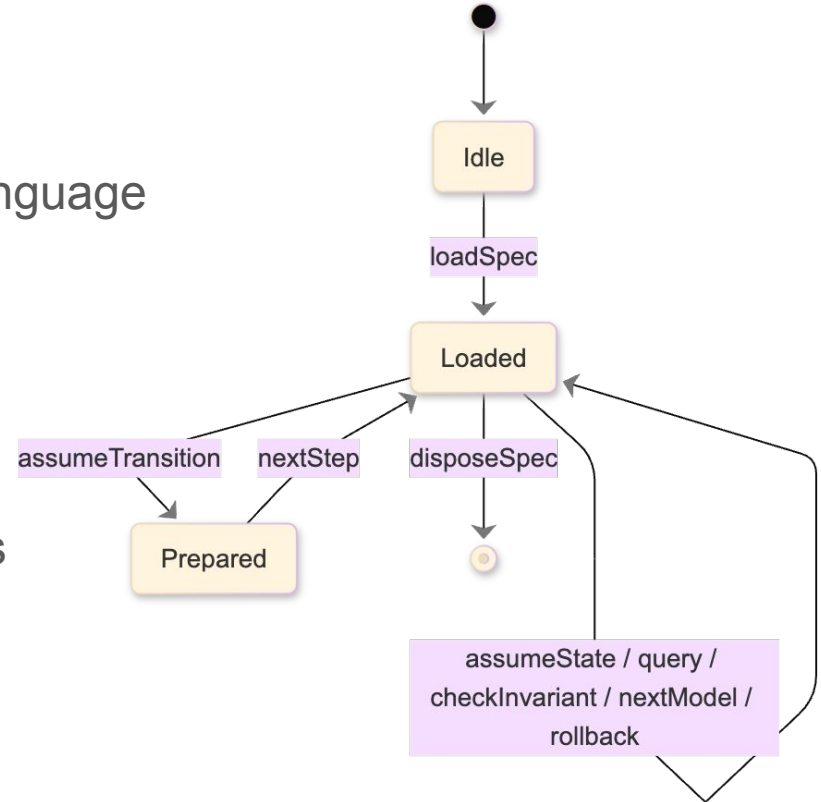 Idle
nguage
loadSpec
Loaded
assumeTransition
nextStep
disposeSpec
s
Prepared
assumeState / query /
checkInvariant / nextModel /
rollback